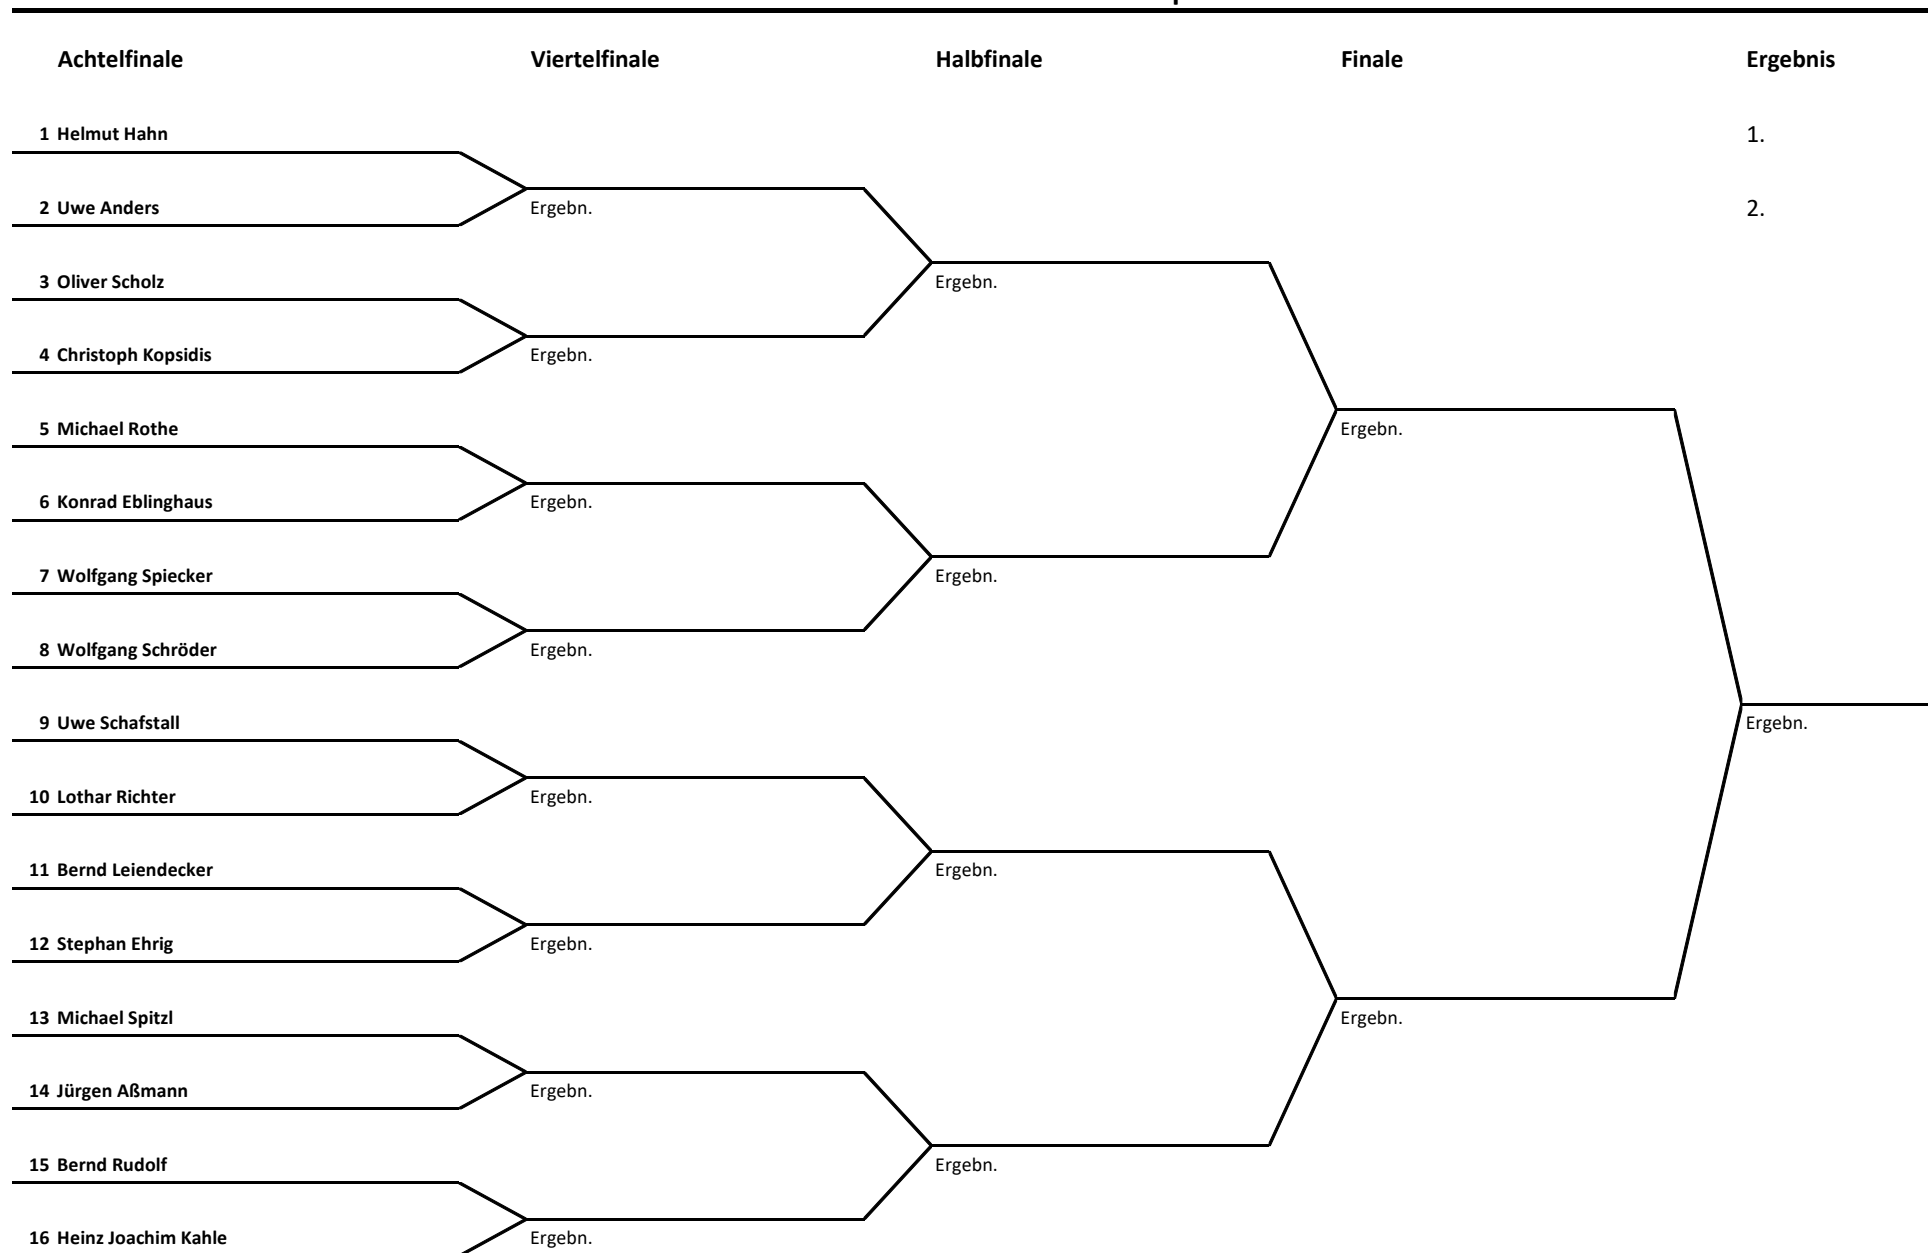 Achtelfinale Viertelfinale Halbfinale Finale Ergebnis
1 Helmut Hahn 1.
2 Uwe Anders Ergebn. 2.
3 Oliver Scholz Ergebn.
4 Christoph Kopsidis Ergebn.
5 Michael Rothe Ergebn.
6 Konrad Eblinghaus Ergebn.
7 Wolfgang Spiecker Ergebn.
8 Wolfgang Schröder Ergebn.
9 Uwe Schafstall Ergebn.
10 Lothar Richter Ergebn.
11 Bernd Leiendecker Ergebn.
12 Stephan Ehrig Ergebn.
13 Michael Spitzl Ergebn.
14 Jürgen Aßmann Ergebn.
15 Bernd Rudolf Ergebn.
16 Heinz Joachim Kahle Ergebn.